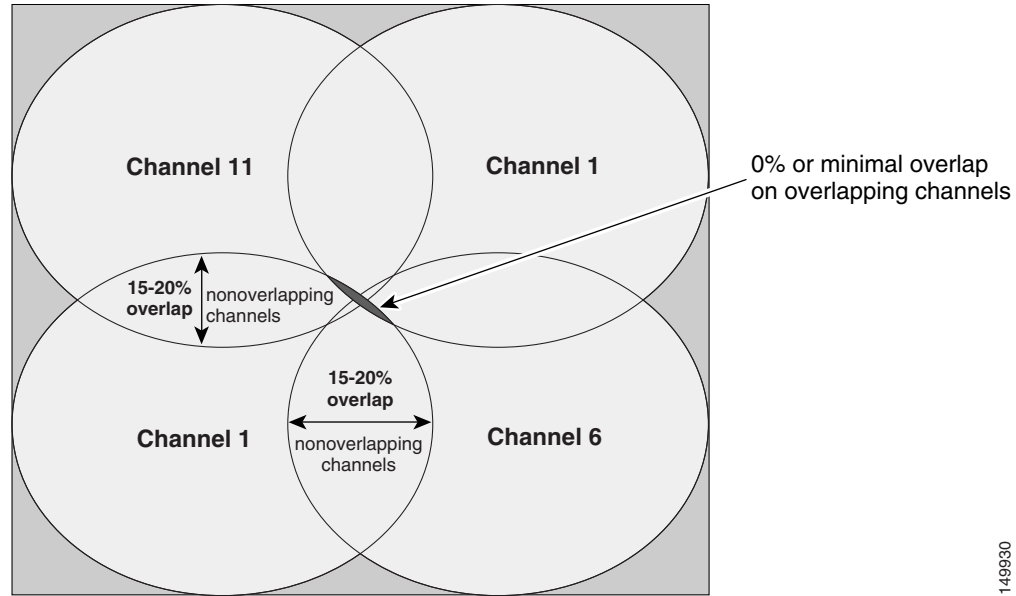 Channel 11
Channel 1
0% or minimal overlap
on overlapping channels
15-20%
overlap
nonoverlapping
channels
15-20%
overlap
nonoverlapping
channels
Channel 1
Channel 6
149930